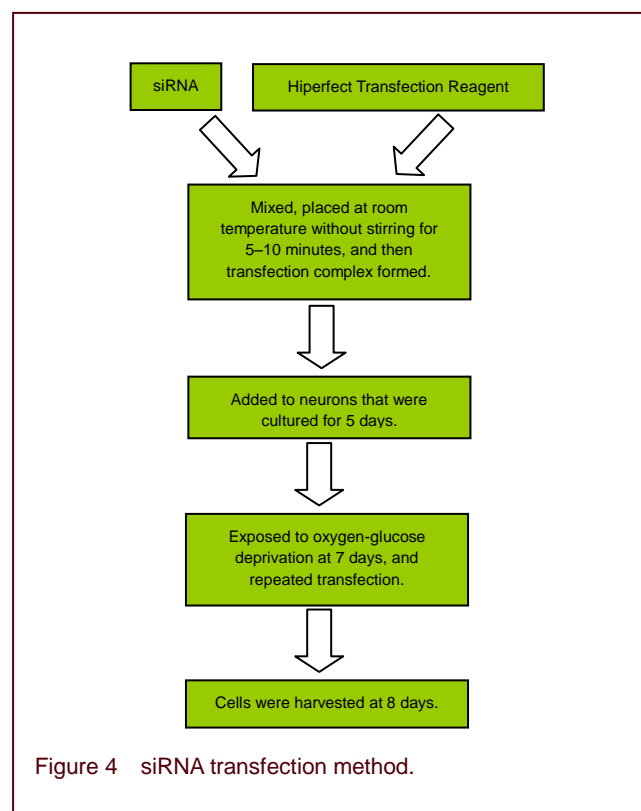 siRNA
Hiperfect Transfection Reagent
Mixed, placed at room
temperature without stirring for
5–10 minutes, and then
transfection complex formed.
Added to neurons that were
cultured for 5 days.
Exposed to oxygen-glucose
deprivation at 7 days, and
repeated transfection.
Cells were harvested at 8 days.
Figure 4 siRNA transfection method.